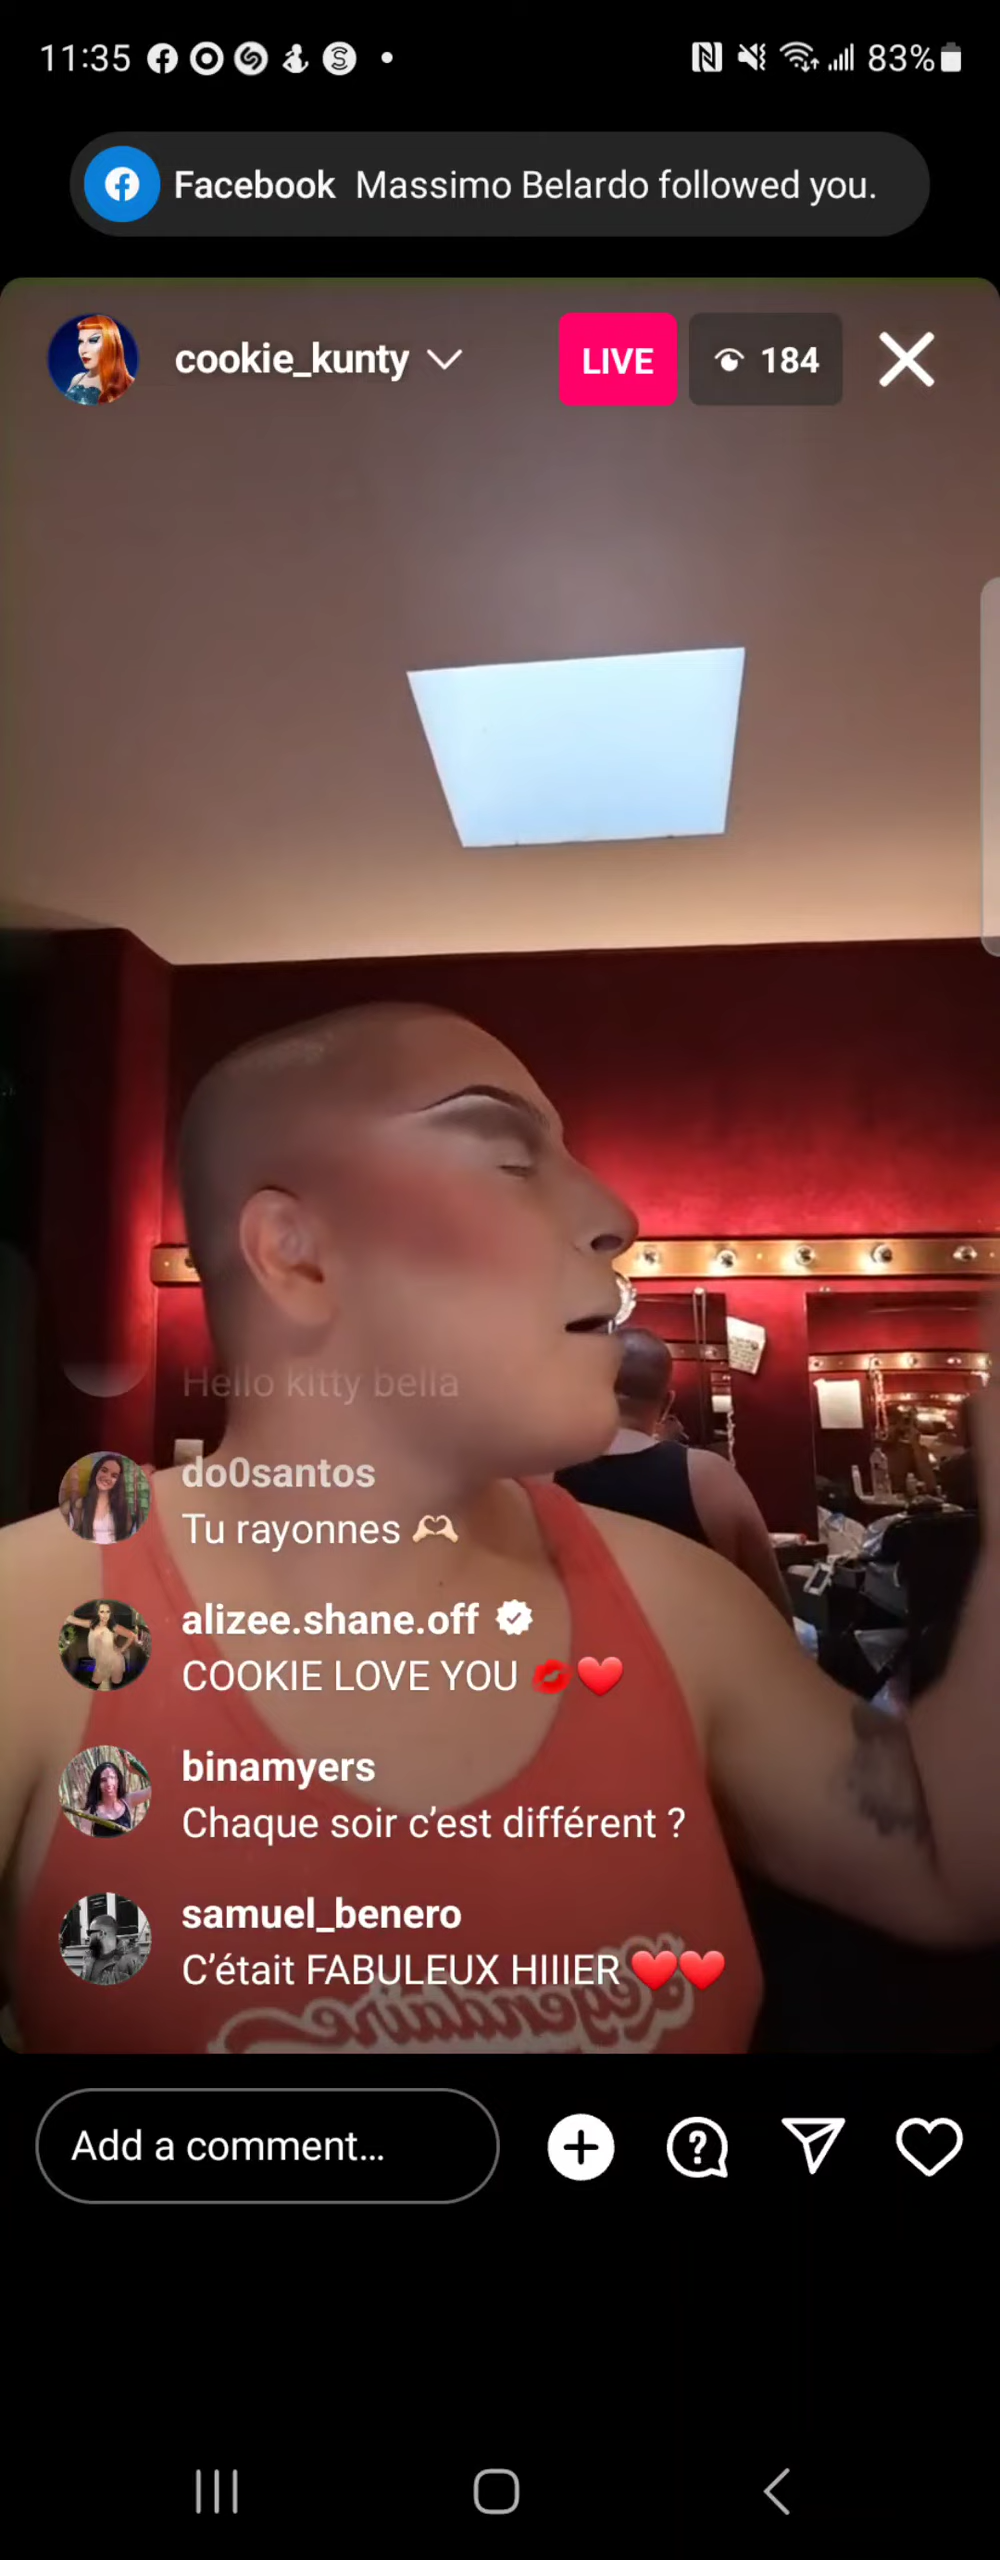 11:35
83%
Facebook Massimo Belardo followed you.
cookie_kunty
LIVE
184
Hello kitty bella
do0santos
Tu rayonnes 🫶🏻
alizee.shane.off
COOKIE LOVE YOU 💋❤️
binamyers
Chaque soir c’est différent ?
samuel_benero
C’était FABULEUX HIIIER ❤️❤️
Légendaire
Add a comment…